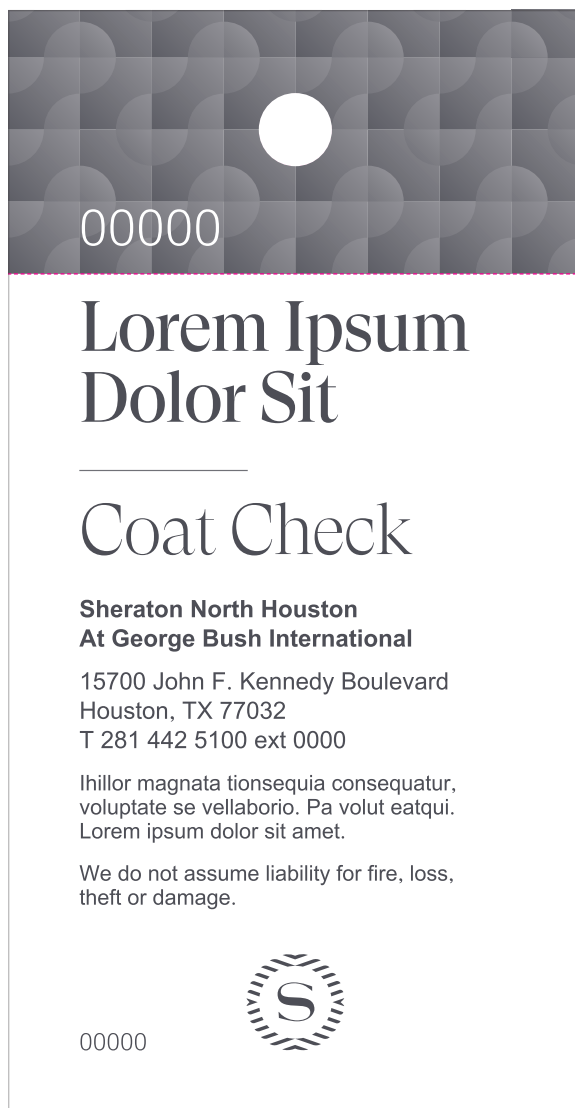 00000
Lorem Ipsum
Dolor Sit
Coat Check
Sheraton North Houston
At George Bush International
15700 John F. Kennedy Boulevard
Houston, TX 77032
T 281 442 5100 ext 0000
Ihillor magnata tionsequia consequatur,
voluptate se vellaborio. Pa volut eatqui.
Lorem ipsum dolor sit amet.
We do not assume liability for fire, loss,
theft or damage.
S
00000